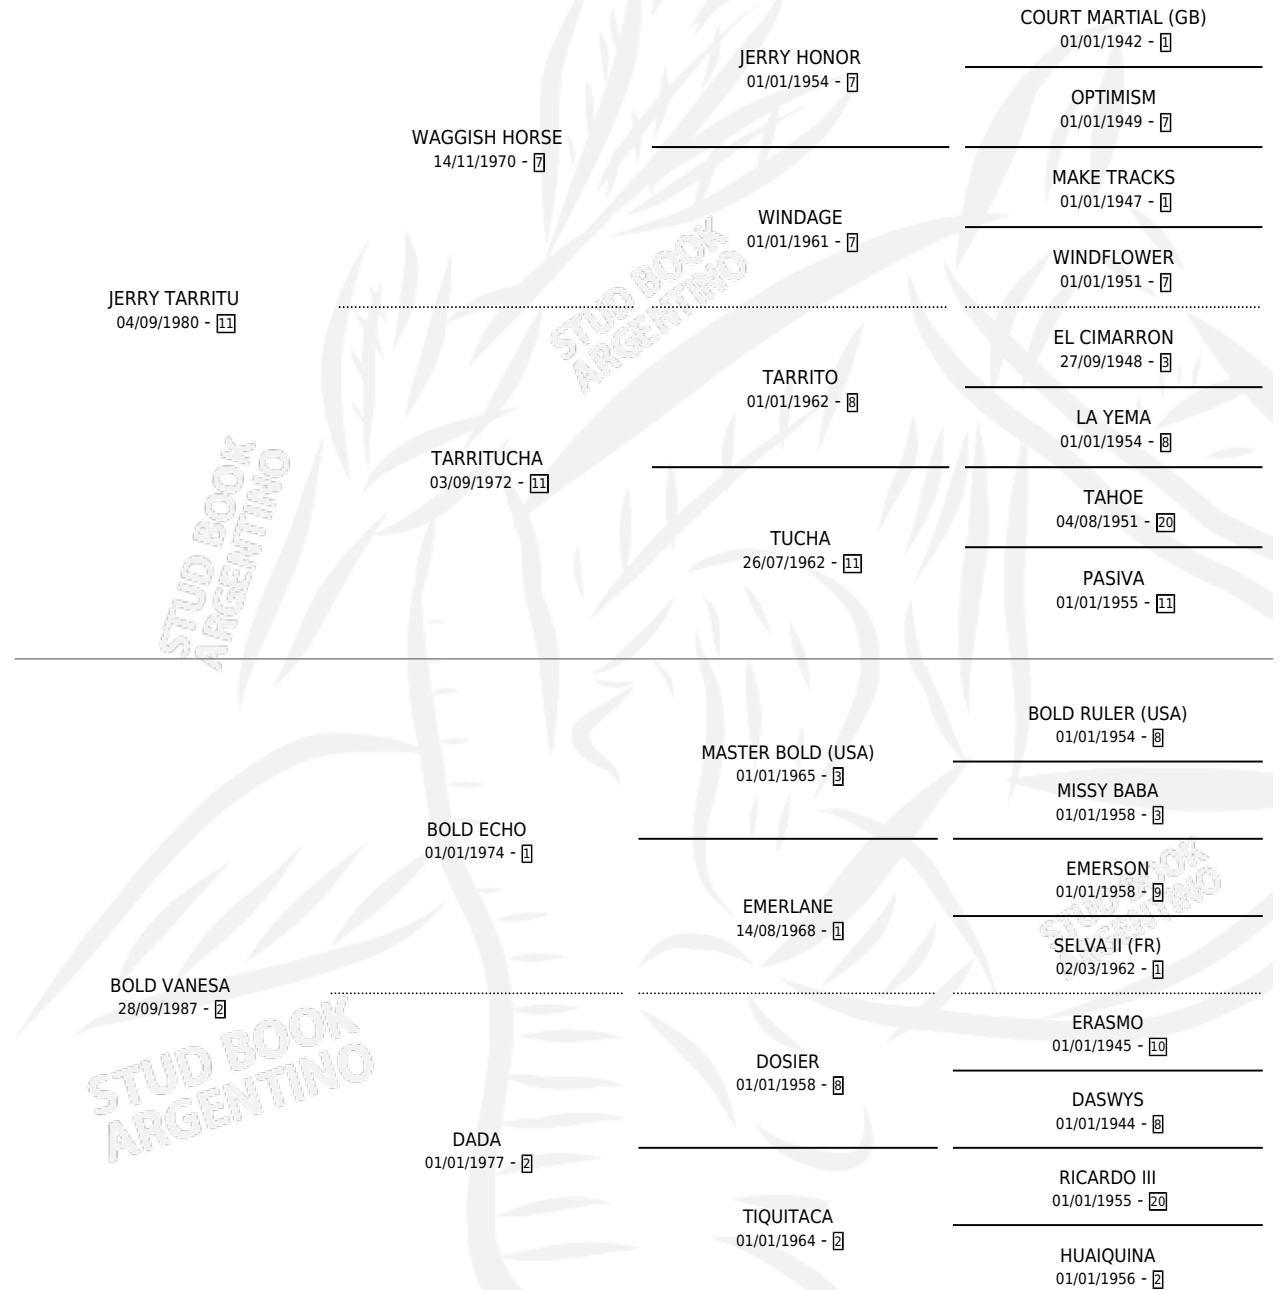 COURT MARTIAL (GB)
01/01/1942 - 1
JERRY HONOR
01/01/1954 - 7
OPTIMISM
01/01/1949 - 7
WAGGISH HORSE
14/11/1970 - 7
MAKE TRACKS
01/01/1947 - 1
WINDAGE
01/01/1961 - 7
WINDFLOWER
01/01/1951 - 7
JERRY TARRITU
04/09/1980 - 11
EL CIMARRON
27/09/1948 - 3
TARRITO
01/01/1962 - 8
LA YEMA
01/01/1954 - 8
TARRITUCHA
03/09/1972 - 11
TAHOE
04/08/1951 - 20
TUCHA
26/07/1962 - 11
PASIVA
01/01/1955 - 11
STUD BOOK
ARGENTINO
STUD BOOK
ARGENTINO
BOLD RULER (USA)
01/01/1954 - 8
MASTER BOLD (USA)
01/01/1965 - 3
MISSY BABA
01/01/1958 - 3
BOLD ECHO
01/01/1974 - 1
EMERSON
01/01/1958 - 9
EMERLANE
14/08/1968 - 1
SELVA II (FR)
02/03/1962 - 1
BOLD VANESA
28/09/1987 - 2
ERASMO
01/01/1945 - 10
DOSIER
01/01/1958 - 8
DASWYS
01/01/1944 - 8
DADA
01/01/1977 - 2
RICARDO III
01/01/1955 - 20
TIQUITACA
01/01/1964 - 2
HUAIQUINA
01/01/1956 - 2
STUD BOOK
ARGENTINO
STUD BOOK
ARGENTINO